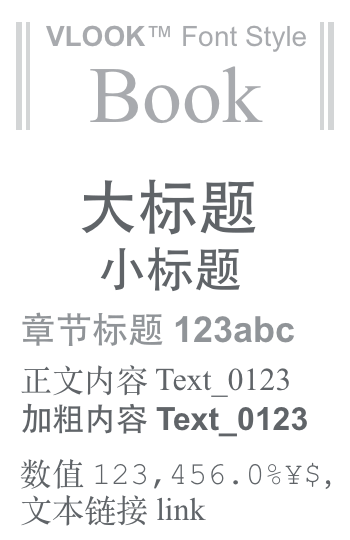 VLOOK™ Font Style
Book
大标题
小标题
章节标题 123abc
正文内容 Text_0123
加粗内容 Text_0123
数值 123,456.0%¥$,
文本链接 link